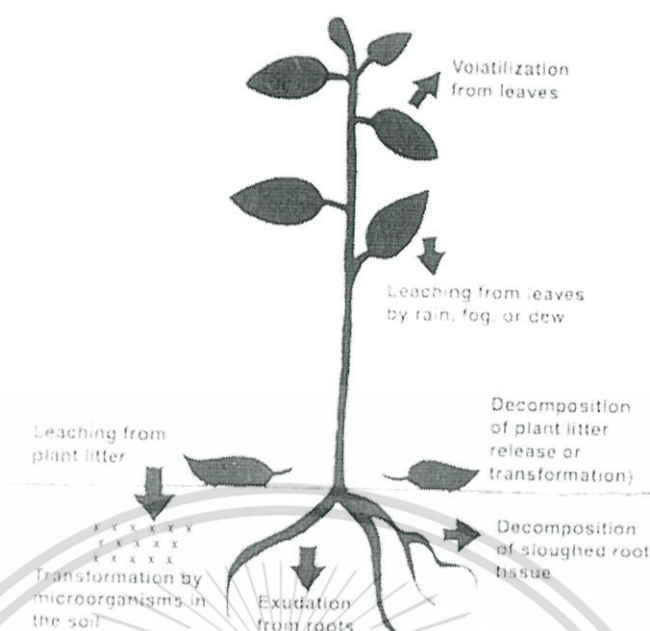 Volatilization
from leaves
Leaching from leaves
by rain, fog, or dew
Decomposition
of plant litter
release or
transformation)
Leaching from
plant litter
Decomposition
of sloughed root
tissue
Transformation by
microorganisms in
the soil
Exudation
from roots
x x x x x x
x x x x
x x x x x